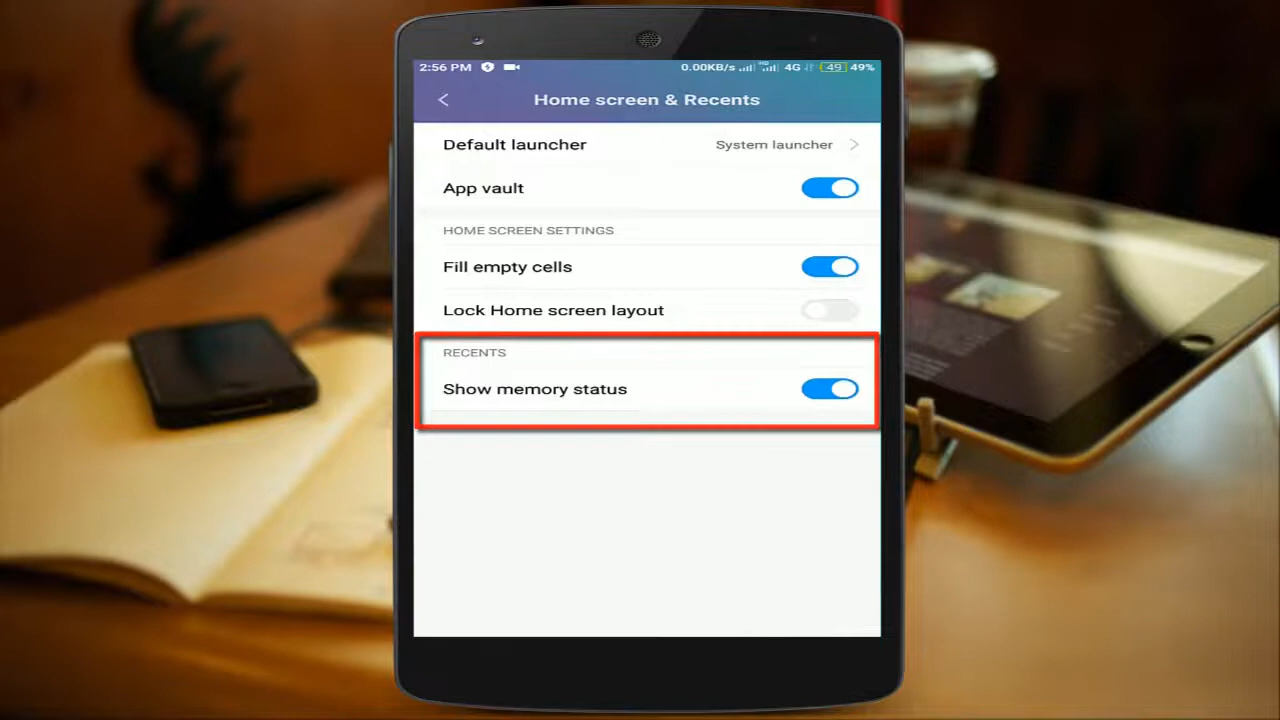 2:56 PM 0.00KB/s HD 4G 49 49%
Home screen & Recents
Default launcher System launcher
App vault
HOME SCREEN SETTINGS
Fill empty cells
Lock Home screen layout
RECENTS
Show memory status